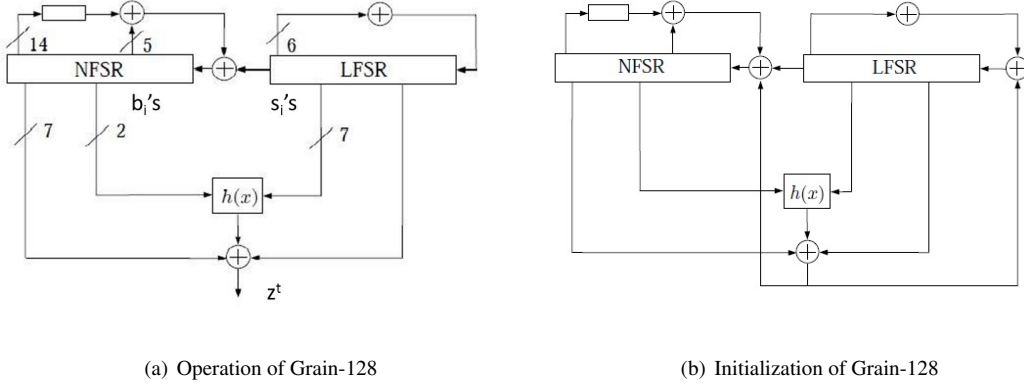 14
5
6
NFSR
LFSR
b_i's
s_i's
7
2
7
h(x)
z^t
(a) Operation of Grain-128
NFSR
LFSR
h(x)
(b) Initialization of Grain-128